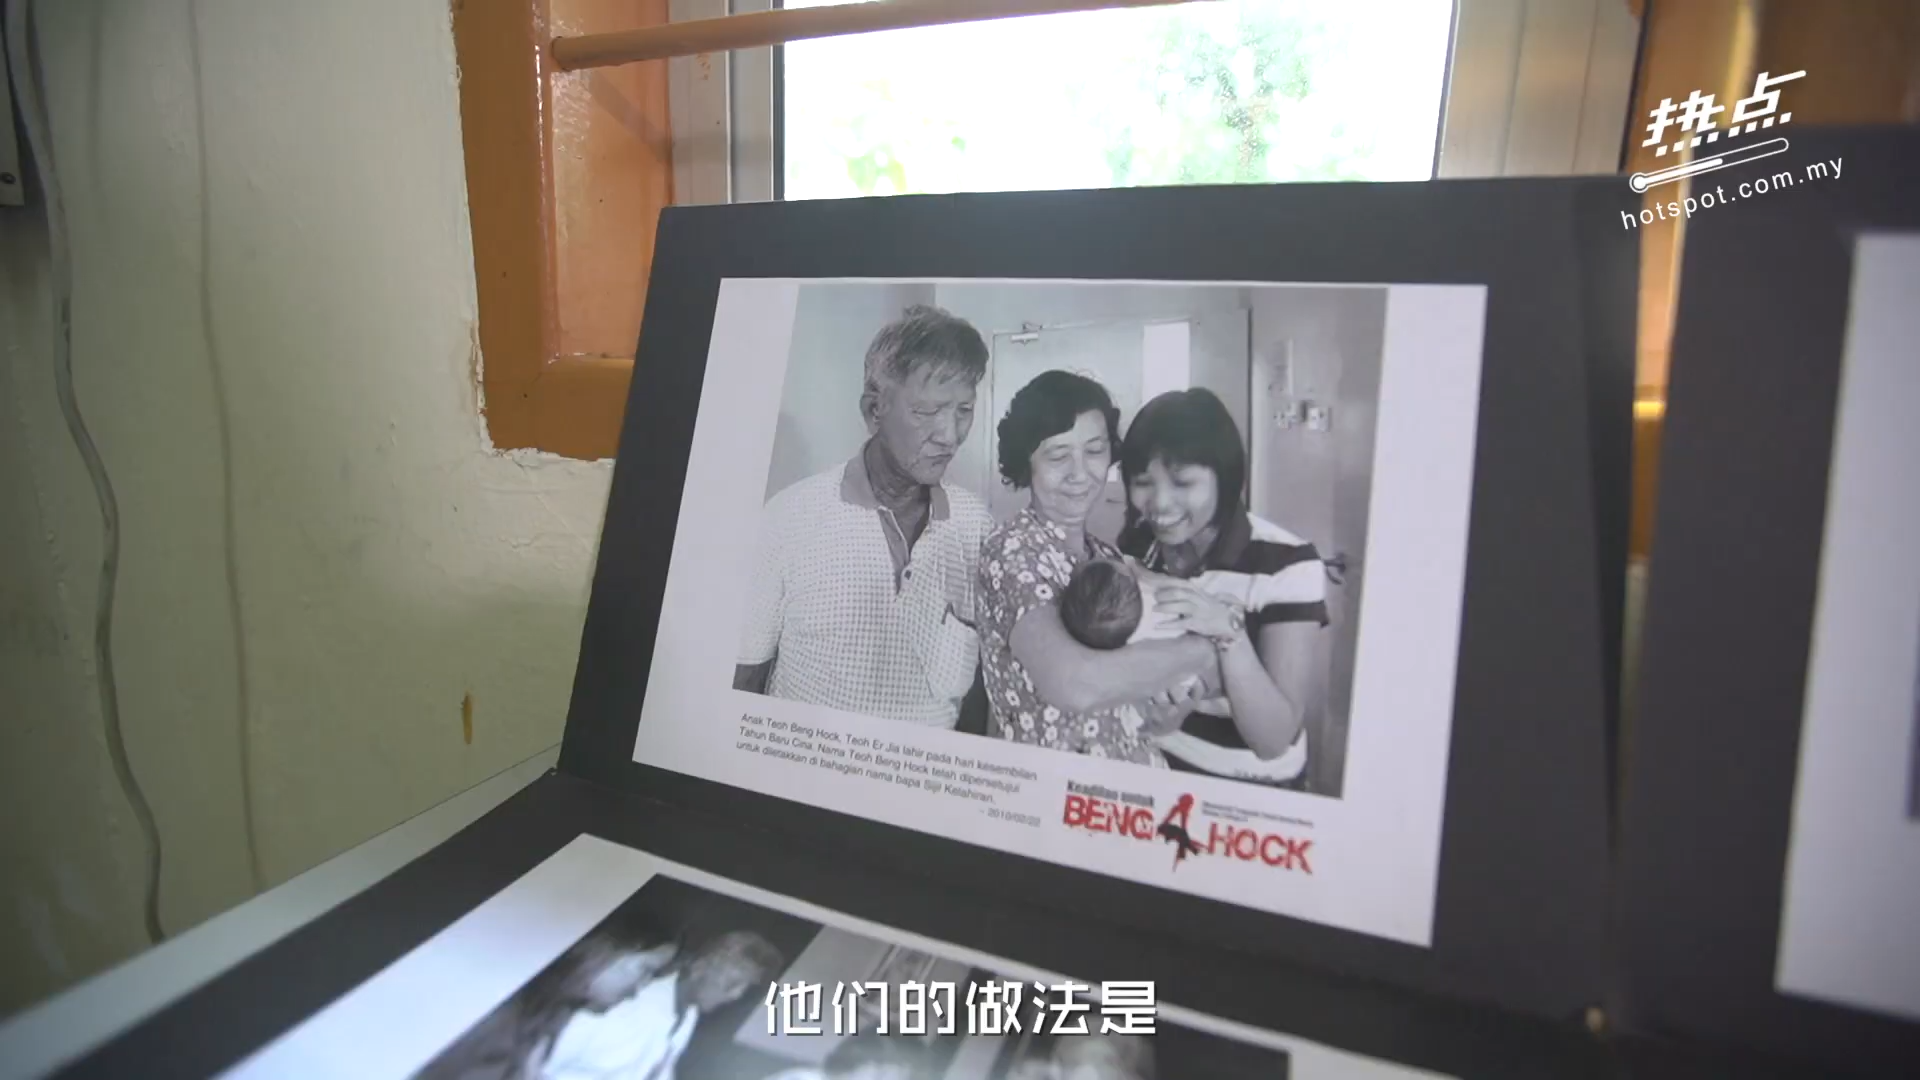 热点
hotspot.com.my
Anak Teoh Beng Hock, Teoh Er Jia lahir pada hari kesembilan
Tahun Baru Cina. Nama Teoh Beng Hock telah dipersetujui
untuk diletakkan di bahagian nama bapa Sijil Kelahiran.
- 2010/02/22
Keadilan untuk
BENG HOCK
他们的做法是